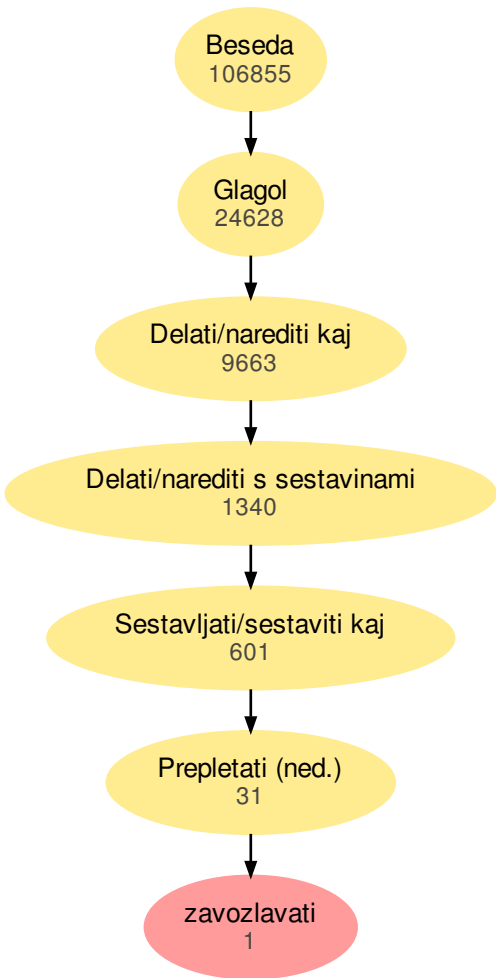 Beseda
106855
Glagol
24628
Delati/narediti kaj
9663
Delati/narediti s sestavinami
1340
Sestavljati/sestaviti kaj
601
Prepletati (ned.)
31
zavozlavati
1